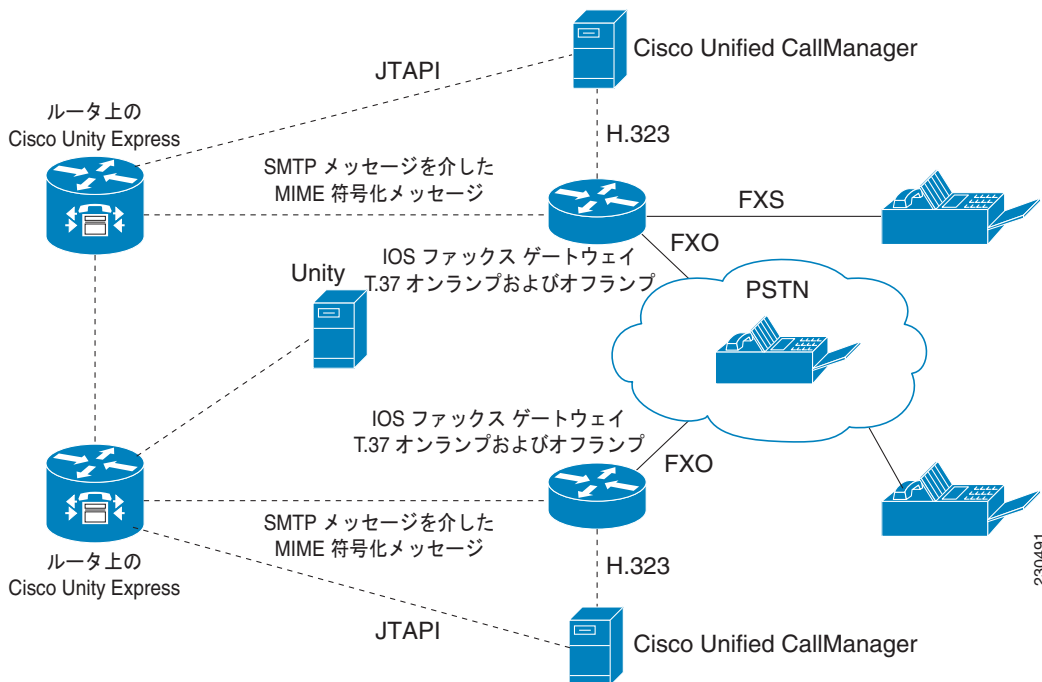 Cisco Unified CallManager
JTAPI
ルータ上の
Cisco Unity Express
H.323
SMTP メッセージを介した
MIME 符号化メッセージ
FXS
FXO
IOS ファックス ゲートウェイ
T.37 オンランプおよびオフランプ
Unity
PSTN
IOS ファックス ゲートウェイ
T.37 オンランプおよびオフランプ
FXO
SMTP メッセージを介した
MIME 符号化メッセージ
ルータ上の
Cisco Unity Express
H.323
230491
JTAPI
Cisco Unified CallManager